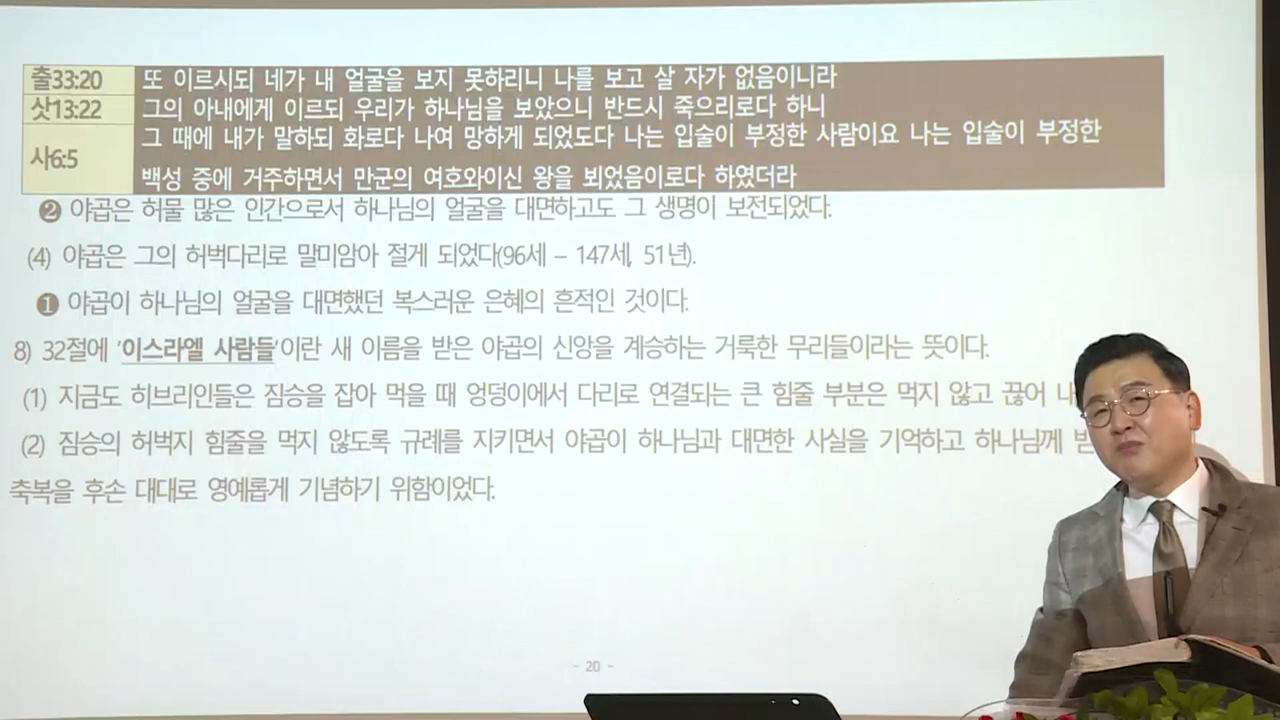 출33:20 또 이르시되 네가 내 얼굴을 보지 못하리니 나를 보고 살 자가 없음이니라
삿13:22 그의 아내에게 이르되 우리가 하나님을 보았으니 반드시 죽으리로다 하니
사6:5 그 때에 내가 말하되 화로다 나여 망하게 되었도다 나는 입술이 부정한 사람이요 나는 입술이 부정한
백성 중에 거주하면서 만군의 여호와이신 왕을 뵈었음이로다 하였더라
❷ 야곱은 허물 많은 인간으로서 하나님의 얼굴을 대면하고도 그 생명이 보전되었다.
(4) 야곱은 그의 허벅다리로 말미암아 절게 되었다(96세 – 147세, 51년).
❶ 야곱이 하나님의 얼굴을 대면했던 복스러운 은혜의 흔적인 것이다.
8) 32절에 '이스라엘 사람들'이란 새 이름을 받은 야곱의 신앙을 계승하는 거룩한 무리들이라는 뜻이다.
(1) 지금도 히브리인들은 짐승을 잡아 먹을 때 엉덩이에서 다리로 연결되는 큰 힘줄 부분은 먹지 않고 끊어
(2) 짐승의 허벅지 힘줄을 먹지 않도록 규례를 지키면서 야곱이 하나님과 대면한 사실을 기억하고 하나님께
축복을 후손 대대로 영예롭게 기념하기 위함이었다.
- 20 -